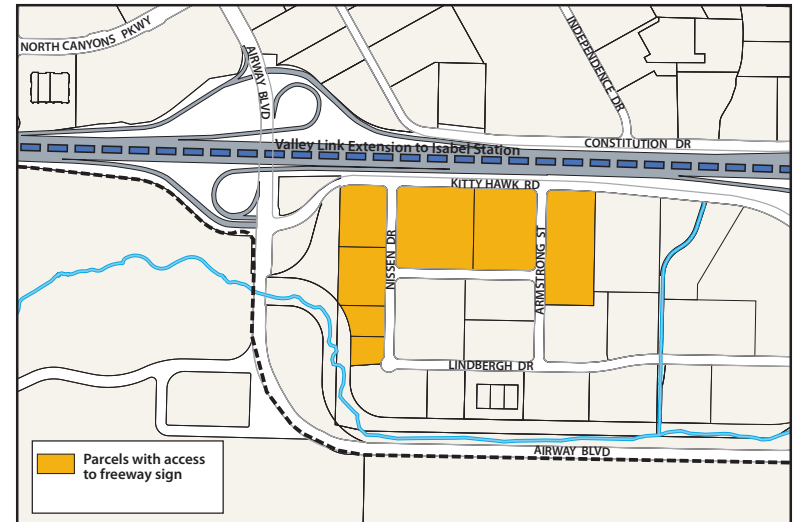 NORTH CANYONS PKWY
AIRWAY BLVD
INDEPENDENCE DR
CONSTITUTION DR
Valley Link Extension to Isabel Station
KITTY HAWK RD
NISSEN DR
ARMSTRONG ST
LINDBERGH DR
AIRWAY BLVD
Parcels with access
to freeway sign